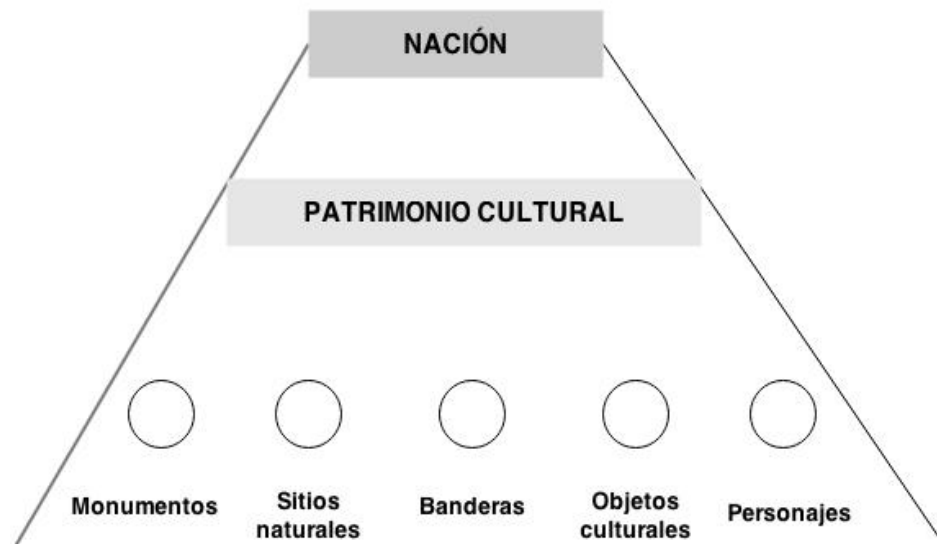 NACIÓN
PATRIMONIO CULTURAL
Monumentos
Sitios
naturales
Banderas
Objetos
culturales
Personajes